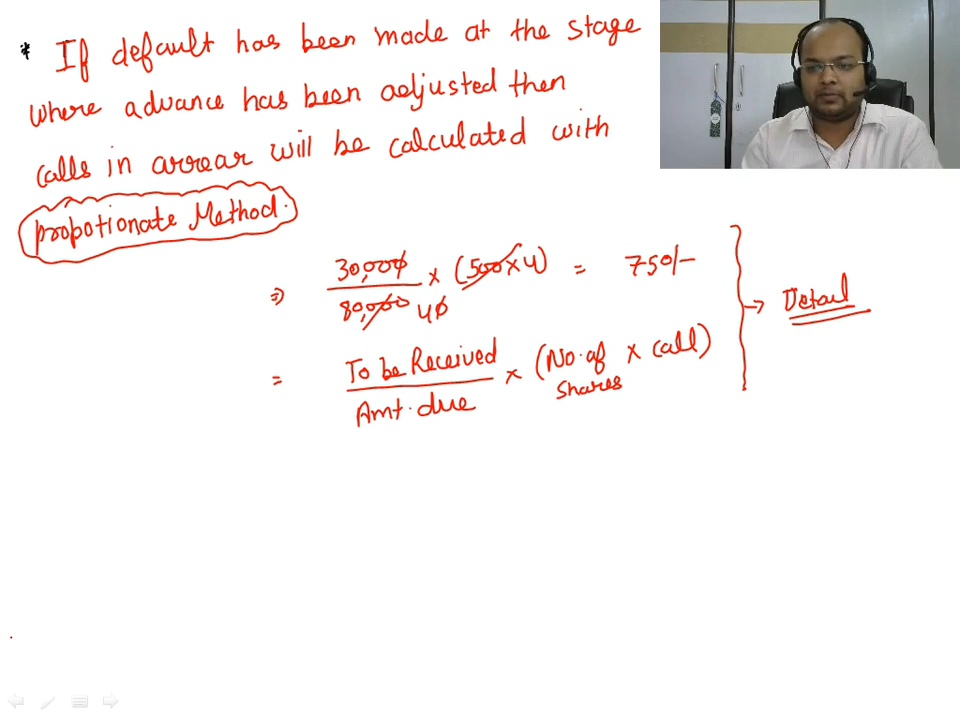 * If default has been made at the stage
where advance has been adjusted then
calls in arrear will be calculated with
propotionate Method.
⇒ 30,000/80,000 40 × (500×4) = 750/-
= To be Received/Amt. due × (No. of shares × call)
→ Detail